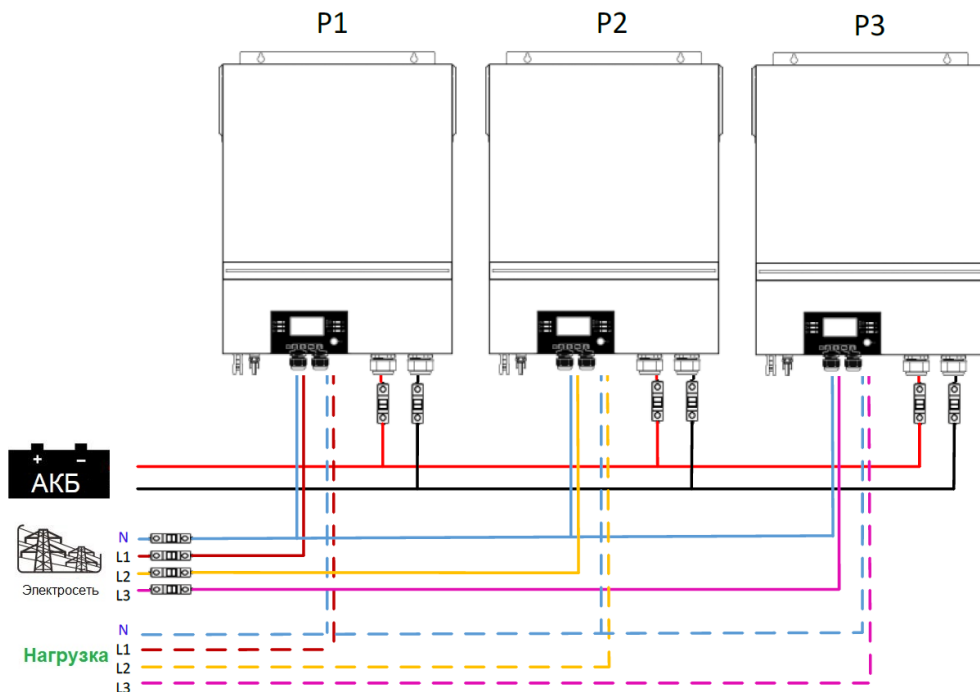 P1 P2 P3
+ −
АКБ
Электросеть
N
L1
L2
L3
Нагрузка
N
L1
L2
L3